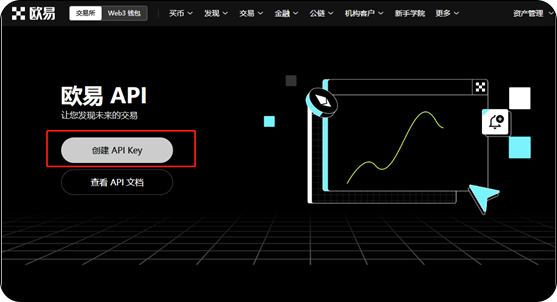 欧易 交易所 Web3 钱包 买币 发现 交易 金融 公链 机构客户 新手学院 更多 资产管理
欧易 API
让您发现未来的交易
创建 API Key
查看 API 文档